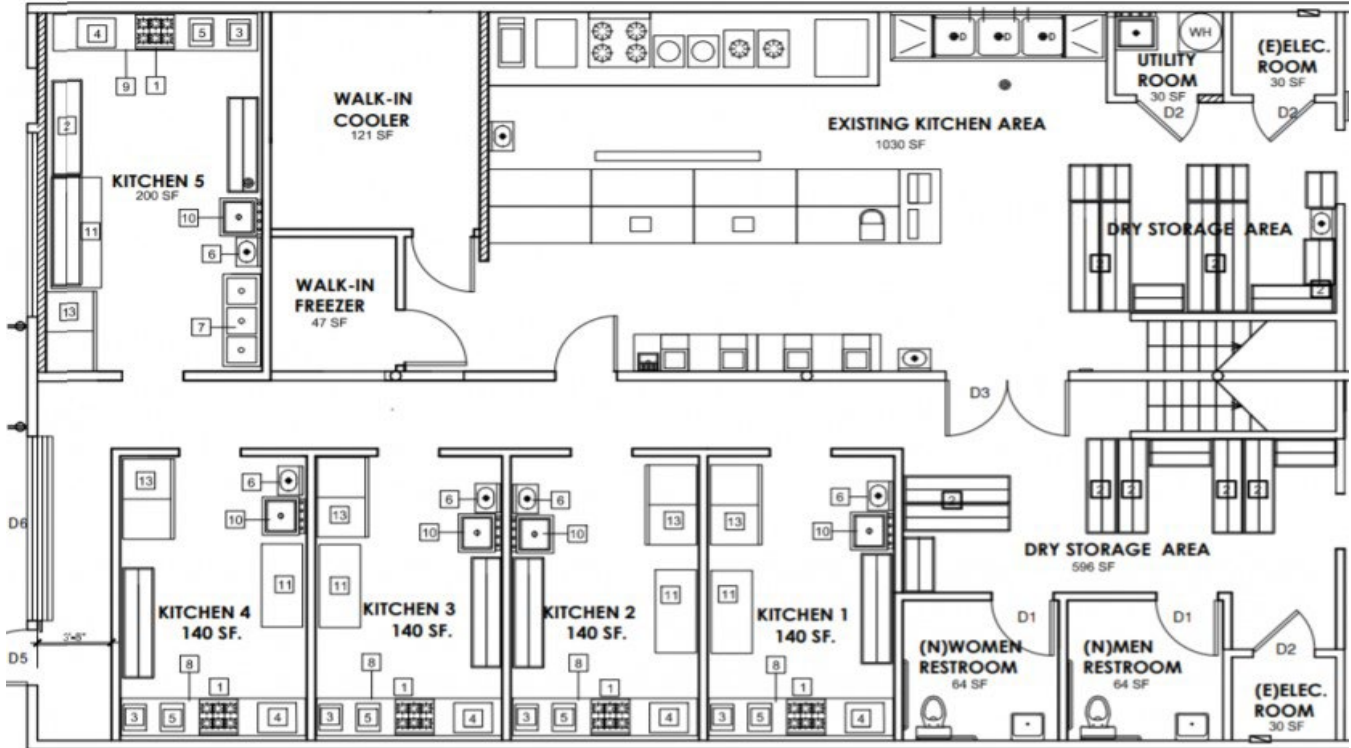 4
5
3
9
1
2
KITCHEN 5
200 SF
11
10
6
13
7
WALK-IN
COOLER
121 SF
WALK-IN
FREEZER
47 SF
EXISTING KITCHEN AREA
1030 SF
D
D
D
UTILITY
ROOM
30 SF
WH
(E)ELEC.
ROOM
30 SF
D2
D2
DRY STORAGE AREA
2
2
2
D3
D6
D5
3'-8"
13
6
10
11
KITCHEN 4
140 SF.
8
1
3
5
4
13
6
10
11
KITCHEN 3
140 SF.
8
1
3
5
4
6
10
13
11
KITCHEN 2
140 SF.
8
1
3
5
4
13
6
10
11
KITCHEN 1
140 SF.
8
1
3
5
4
2
2
2
2
2
DRY STORAGE AREA
596 SF
D1
D1
D2
(N)WOMEN
RESTROOM
64 SF
(N)MEN
RESTROOM
64 SF
(E)ELEC.
ROOM
30 SF